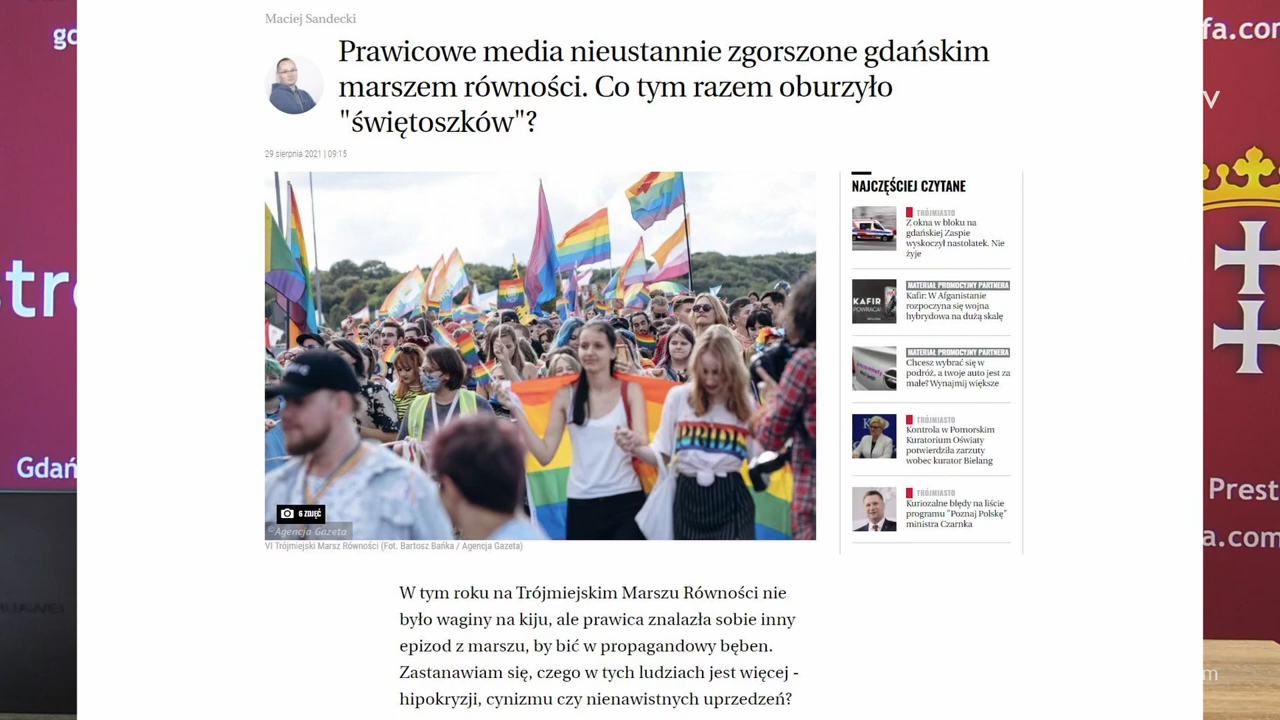 Maciej Sandecki
Prawicowe media nieustannie zgorszone gdańskim
marszem równości. Co tym razem oburzyło
"świętoszków"?
29 sierpnia 2021 | 09:15
6 ZDJĘĆ
©Agencja Gazeta
VI Trójmiejski Marsz Równości (Fot. Bartosz Bańka / Agencja Gazeta)
PRIDE
NAJCZĘŚCIEJ CZYTANE
TRÓJMIASTO
Z okna w bloku na
gdańskiej Zaspie
wyskoczył nastolatek. Nie
żyje
MATERIAŁ PROMOCYJNY PARTNERA
KAFIR
POWRACA!
Kafir: W Afganistanie
rozpoczyna się wojna
hybrydowa na dużą skalę
MATERIAŁ PROMOCYJNY PARTNERA
Chcesz wybrać się w
podróż, a twoje auto jest za
małe? Wynajmij większe
TRÓJMIASTO
Kontrola w Pomorskim
Kuratorium Oświaty
potwierdziła zarzuty
wobec kurator Bielang
TRÓJMIASTO
Kuriozalne błędy na liście
programu "Poznaj Polskę"
ministra Czarnka
W tym roku na Trójmiejskim Marszu Równości nie
było waginy na kiju, ale prawica znalazła sobie inny
epizod z marszu, by bić w propagandowy bęben.
Zastanawiam się, czego w tych ludziach jest więcej -
hipokryzji, cynizmu czy nienawistnych uprzedzeń?
fa.com
V
Gdań
Prest
a.com
m